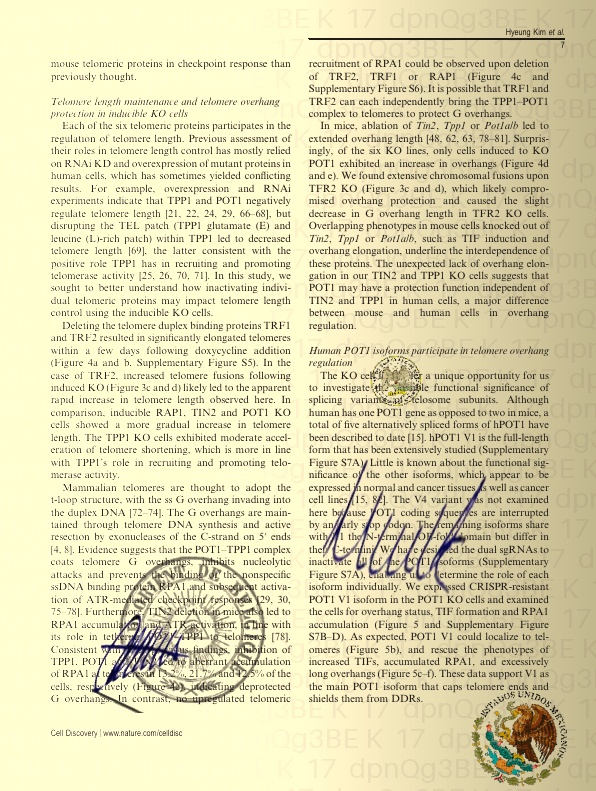 Hyeung Kim et al.
7
mouse telomeric proteins in checkpoint response than
previously thought.
Telomere length maintenance and telomere overhang
protection in inducible KO cells
Each of the six telomeric proteins participates in the
regulation of telomere length. Previous assessment of
their roles in telomere length control has mostly relied
on RNAi KD and overexpression of mutant proteins in
human cells, which has sometimes yielded conflicting
results. For example, overexpression and RNAi
experiments indicate that TPP1 and POT1 negatively
regulate telomere length [21, 22, 24, 29, 66–68], but
disrupting the TEL patch (TPP1 glutamate (E) and
leucine (L)-rich patch) within TPP1 led to decreased
telomere length [69], the latter consistent with the
positive role TPP1 has in recruiting and promoting
telomerase activity [25, 26, 70, 71]. In this study, we
sought to better understand how inactivating indivi-
dual telomeric proteins may impact telomere length
control using the inducible KO cells.
Deleting the telomere duplex binding proteins TRF1
and TRF2 resulted in significantly elongated telomeres
within a few days following doxycycline addition
(Figure 4a and b, Supplementary Figure S5). In the
case of TRF2, increased telomere fusions following
induced KO (Figure 3c and d) likely led to the apparent
rapid increase in telomere length observed here. In
comparison, inducible RAP1, TIN2 and POT1 KO
cells showed a more gradual increase in telomere
length. The TPP1 KO cells exhibited moderate accel-
eration of telomere shortening, which is more in line
with TPP1's role in recruiting and promoting telo-
merase activity.
Mammalian telomeres are thought to adopt the
t-loop structure, with the ss G overhang invading into
the duplex DNA [72–74]. The G overhangs are main-
tained through telomere DNA synthesis and active
resection by exonucleases of the C-strand on 5' ends
[4, 8]. Evidence suggests that the POT1–TPP1 complex
coats telomere G overhangs, inhibits nucleolytic
attacks and prevents the binding of the nonspecific
ssDNA binding protein RPA1 and subsequent activa-
tion of ATR-mediated checkpoint responses [29, 30,
75–78]. Furthermore, TIN2 deletion in mice also led to
RPA1 accumulation and ATR activation, in line with
its role in tethering POT1–TPP1 to telomeres [78].
Consistent with previous findings, inhibition of
TPP1, POT1 and TIN2 led to aberrant accumulation
of RPA1 at telomeres in 13.2%, 21.7% and 12.5% of the
cells, respectively (Figure 4c), indicating deprotected
G overhangs. In contrast, no upregulated telomeric
recruitment of RPA1 could be observed upon deletion
of TRF2, TRF1 or RAP1 (Figure 4c and
Supplementary Figure S6). It is possible that TRF1 and
TRF2 can each independently bring the TPP1–POT1
complex to telomeres to protect G overhangs.
In mice, ablation of Tin2, Tpp1 or Pot1a/b led to
extended overhang length [48, 62, 63, 78–81]. Surpris-
ingly, of the six KO lines, only cells induced to KO
POT1 exhibited an increase in overhangs (Figure 4d
and e). We found extensive chromosomal fusions upon
TFR2 KO (Figure 3c and d), which likely compro-
mised overhang protection and caused the slight
decrease in G overhang length in TFR2 KO cells.
Overlapping phenotypes in mouse cells knocked out of
Tin2, Tpp1 or Pot1a/b, such as TIF induction and
overhang elongation, underline the interdependence of
these proteins. The unexpected lack of overhang elon-
gation in our TIN2 and TPP1 KO cells suggests that
POT1 may have a protection function independent of
TIN2 and TPP1 in human cells, a major difference
between mouse and human cells in overhang
regulation.
Human POT1 isoforms participate in telomere overhang
regulation
The KO cells offer a unique opportunity for us
to investigate the possible functional significance of
splicing variants of telosome subunits. Although
human has one POT1 gene as opposed to two in mice, a
total of five alternatively spliced forms of hPOT1 have
been described to date [15]. hPOT1 V1 is the full-length
form that has been extensively studied (Supplementary
Figure S7A). Little is known about the functional sig-
nificance of the other isoforms, which appear to be
expressed in normal and cancer tissues as well as cancer
cell lines [15, 82]. The V4 variant was not examined
here because POT1 coding sequences are interrupted
by an early stop codon. The remaining isoforms share
with V1 the N-terminal OB-fold domain but differ in
the C-termini. We have designed the dual sgRNAs to
inactivate all of the POT1 isoforms (Supplementary
Figure S7A), enabling us to determine the role of each
isoform individually. We expressed CRISPR-resistant
POT1 V1 isoform in the POT1 KO cells and examined
the cells for overhang status, TIF formation and RPA1
accumulation (Figure 5 and Supplementary Figure
S7B–D). As expected, POT1 V1 could localize to tel-
omeres (Figure 5b), and rescue the phenotypes of
increased TIFs, accumulated RPA1, and excessively
long overhangs (Figure 5c–f). These data support V1 as
the main POT1 isoform that caps telomere ends and
shields them from DDRs.
Cell Discovery | www.nature.com/celldisc
ESTADOS UNIDOS MEXICANOS